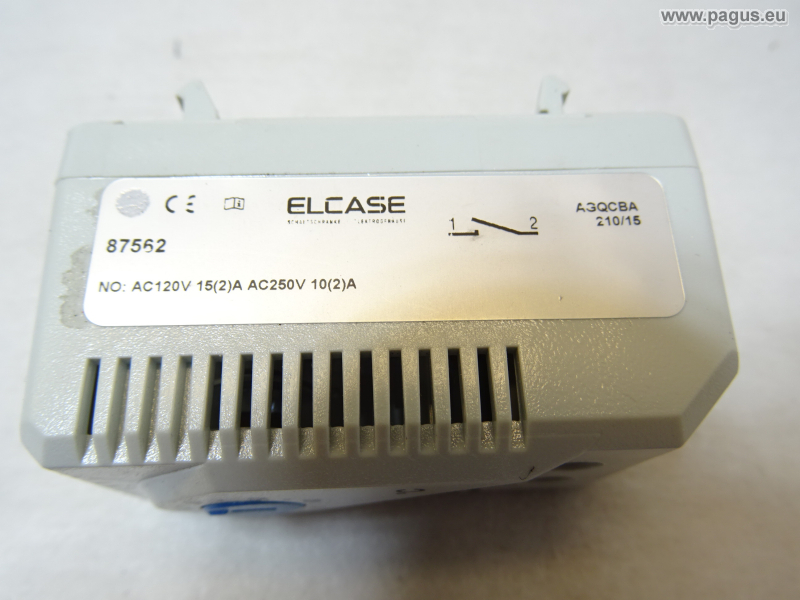 www.pagus.eu
CE
ELCASE
A3QCBA
210/15
1 2
87562
NO: AC120V 15(2)A AC250V 10(2)A